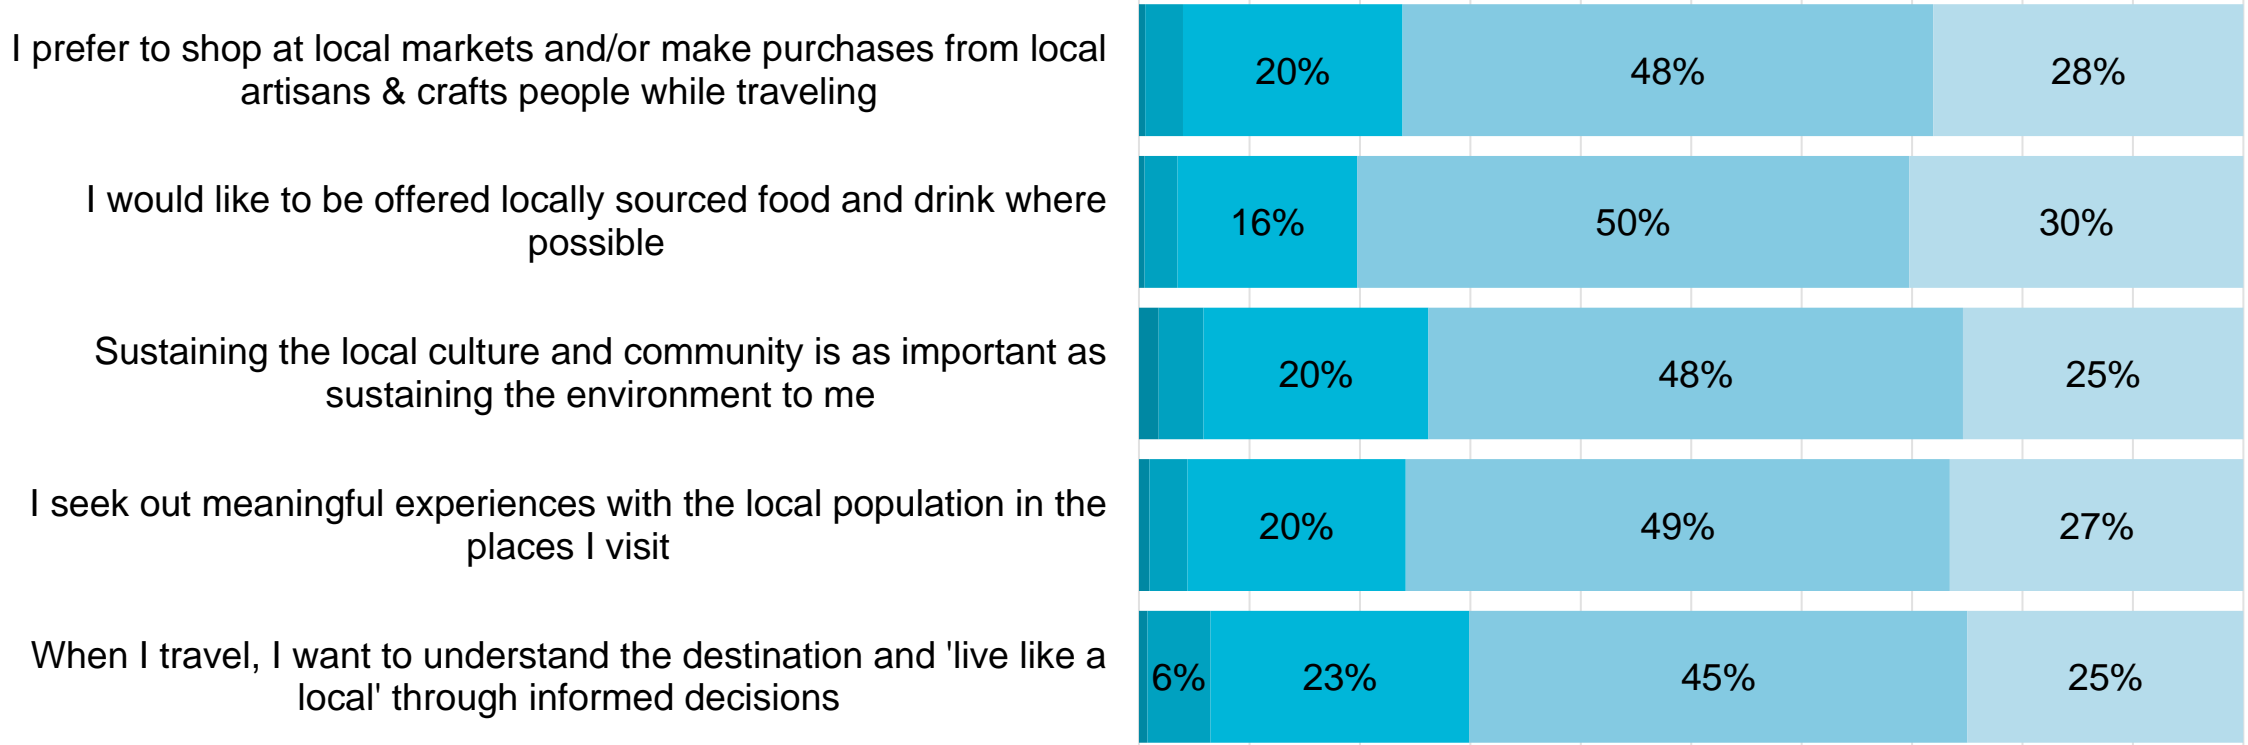 I prefer to shop at local markets and/or make purchases from local
artisans & crafts people while traveling
20% 48% 28%
I would like to be offered locally sourced food and drink where
possible
16% 50% 30%
Sustaining the local culture and community is as important as
sustaining the environment to me
20% 48% 25%
I seek out meaningful experiences with the local population in the
places I visit
20% 49% 27%
When I travel, I want to understand the destination and 'live like a
local' through informed decisions
6% 23% 45% 25%